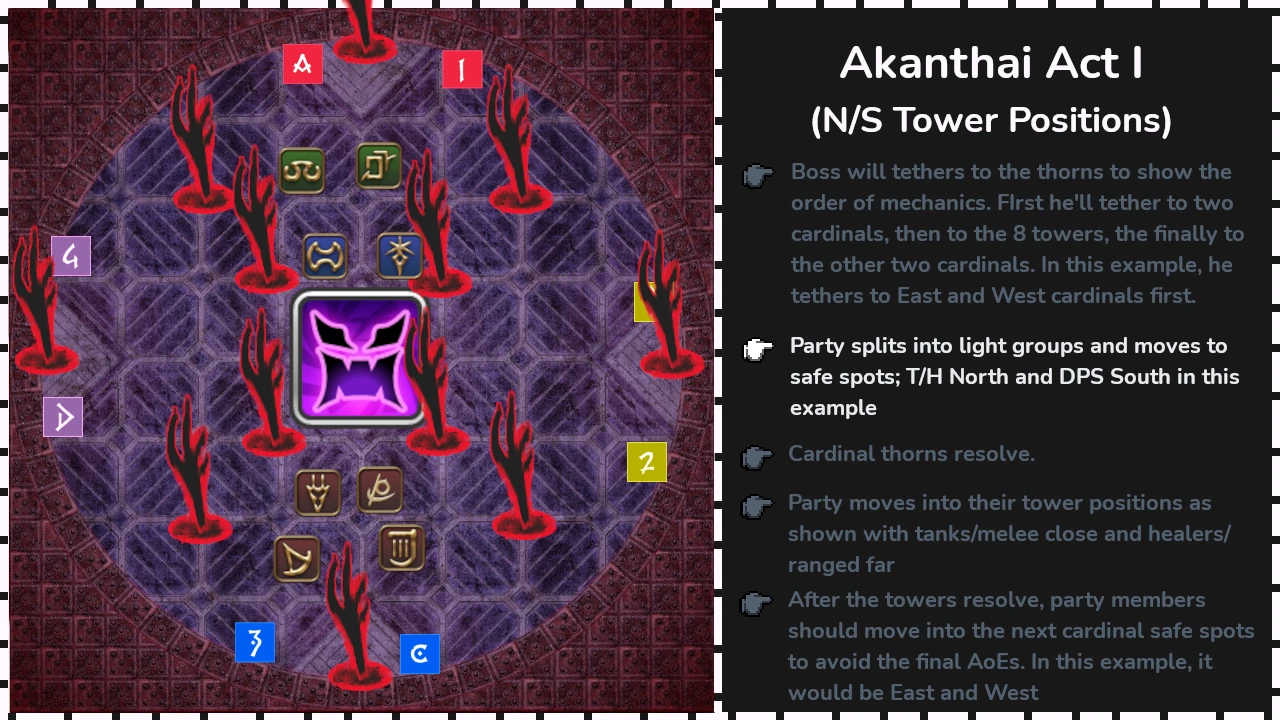 Akanthai Act I
(N/S Tower Positions)
Boss will tethers to the thorns to show the
order of mechanics. FIrst he'll tether to two
cardinals, then to the 8 towers, the finally to
the other two cardinals. In this example, he
tethers to East and West cardinals first.
Party splits into light groups and moves to
safe spots; T/H North and DPS South in this
example
Cardinal thorns resolve.
Party moves into their tower positions as
shown with tanks/melee close and healers/
ranged far
After the towers resolve, party members
should move into the next cardinal safe spots
to avoid the final AoEs. In this example, it
would be East and West
A
1
4
D
2
3
C